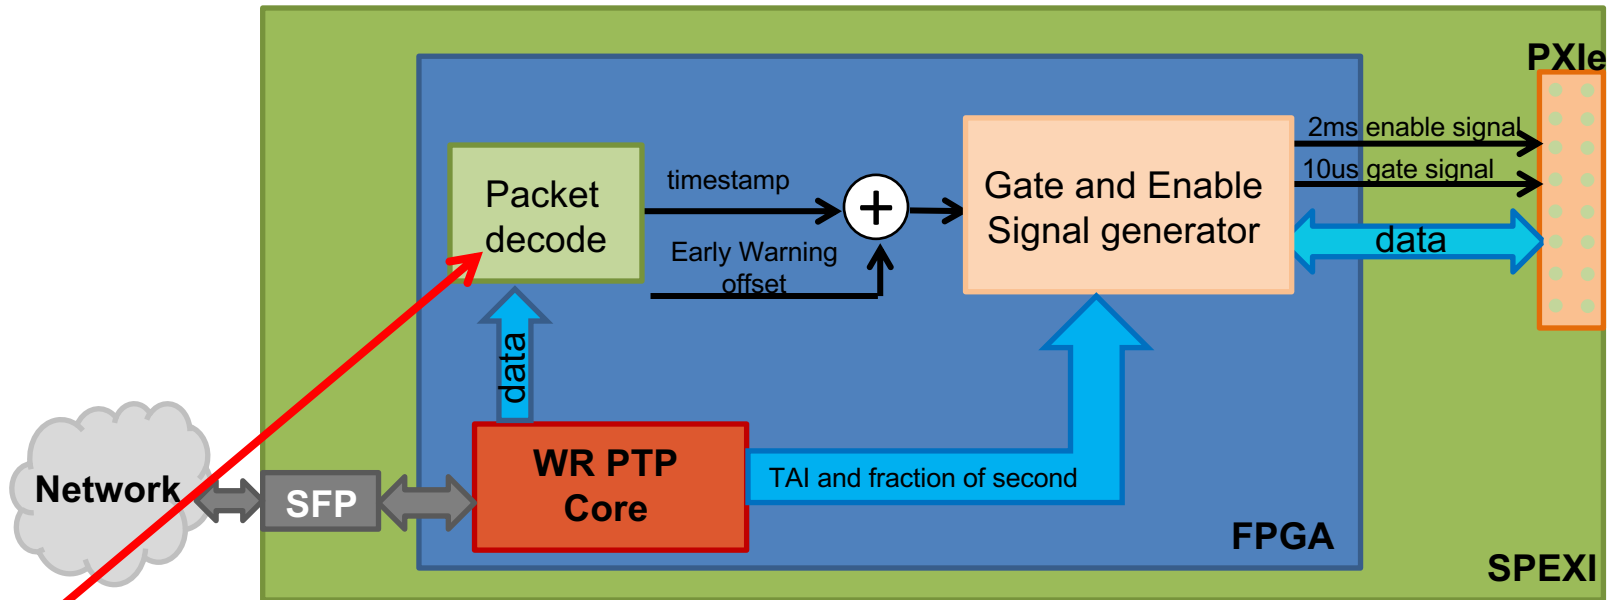 PXIe
2ms enable signal
10us gate signal
data
Packet
decode
timestamp
+
Early Warning
offset
Gate and Enable
Signal generator
data
Network
SFP
WR PTP
Core
TAI and fraction of second
FPGA
SPEXI